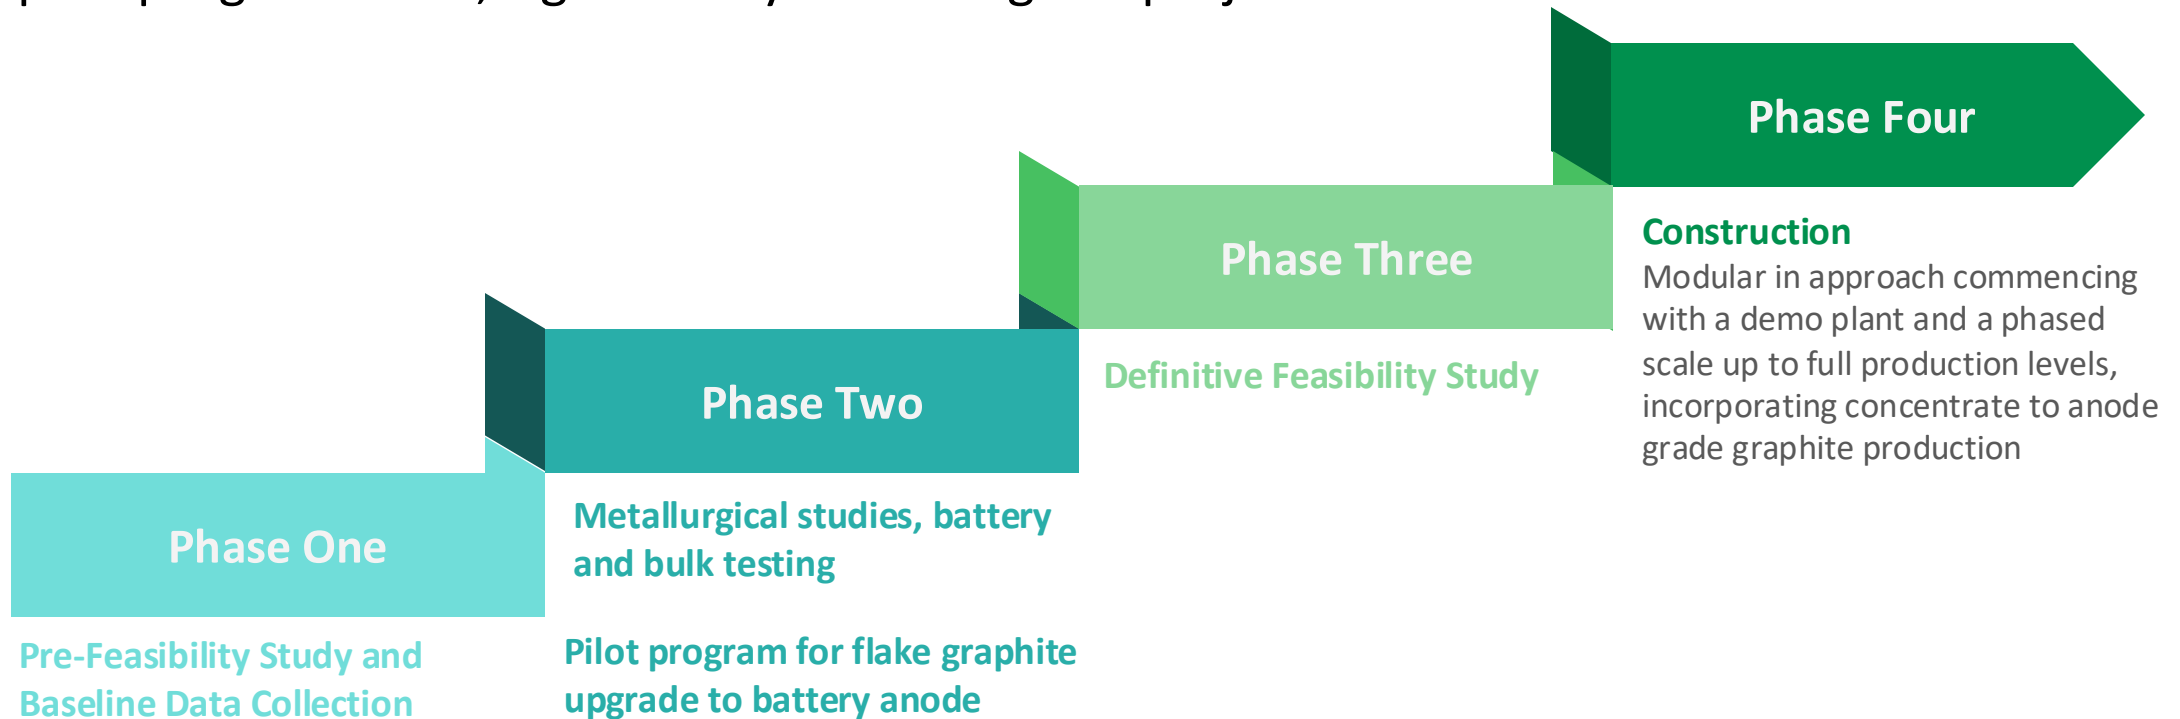 Phase Four
Construction
Modular in approach commencing
with a demo plant and a phased
scale up to full production levels,
incorporating concentrate to anode
grade graphite production
Phase Three
Definitive Feasibility Study
Phase Two
Metallurgical studies, battery
and bulk testing
Pilot program for flake graphite
upgrade to battery anode
Phase One
Pre-Feasibility Study and
Baseline Data Collection